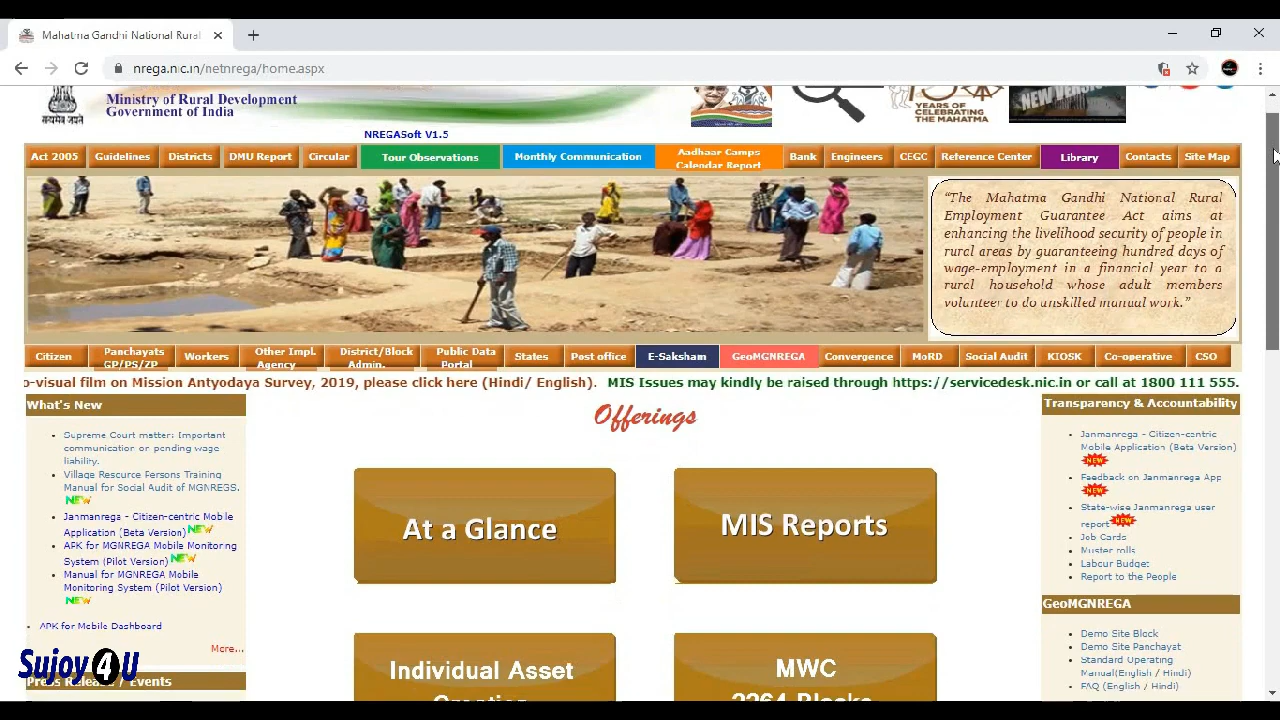 Mahatma Gandhi National Rural
nrega.nic.in/netnrega/home.aspx
सत्यमेव जयते
Ministry of Rural Development
Government of India
YEARS OF
CELEBRATING
THE MAHATMA
NEW VERSION
NREGASoft V1.5
Act 2005
Guidelines
Districts
DMU Report
Circular
Tour Observations
Monthly Communication
Aadhaar Camps
Calendar Report
Bank
Engineers
CEGC
Reference Center
Library
Contacts
Site Map
“The Mahatma Gandhi National Rural
Employment Guarantee Act aims at
enhancing the livelihood security of people in
rural areas by guaranteeing hundred days of
wage-employment in a financial year to a
rural household whose adult members
volunteer to do unskilled manual work.”
Citizen
Panchayats
GP/PS/ZP
Workers
Other Impl.
Agency
District/Block
Admin.
Public Data
Portal
States
Post office
E-Saksham
GeoMGNREGA
Convergence
MoRD
Social Audit
KIOSK
Co-operative
CSO
o-visual film on Mission Antyodaya Survey, 2019, please click here (Hindi/ English). MIS Issues may kindly be raised through https://servicedesk.nic.in or call at 1800 111 555.
What's New
Supreme Court matter: Important
communication on pending wage
liability.
Village Resource Persons Training
Manual for Social Audit of MGNREGS.
NEW
Janmanrega - Citizen-centric Mobile
Application (Beta Version) NEW
APK for MGNREGA Mobile Monitoring
System (Pilot Version) NEW
Manual for MGNREGA Mobile
Monitoring System (Pilot Version)
NEW
APK for Mobile Dashboard
More...
Press Release / Events
Sujoy4U
Offerings
At a Glance
MIS Reports
Individual Asset
Creation
MWC
2264 Blocks
Transparency & Accountability
Janmanrega - Citizen-centric
Mobile Application (Beta Version)
NEW
Feedback on Janmanrega App
NEW
State-wise Janmanrega user
report NEW
Job Cards
Muster rolls
Labour Budget
Report to the People
GeoMGNREGA
Demo Site Block
Demo Site Panchayat
Standard Operating
Manual(English / Hindi)
FAQ (English / Hindi)